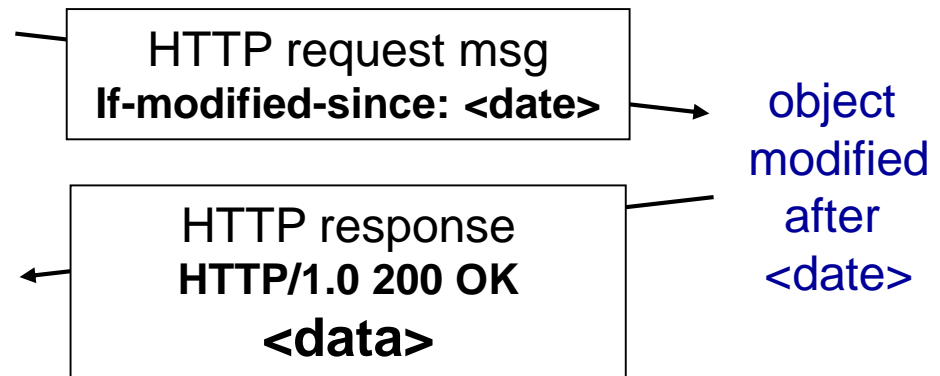 HTTP request msg
If-modified-since: <date>
object
modified
after
<date>
HTTP response
HTTP/1.0 200 OK
<data>